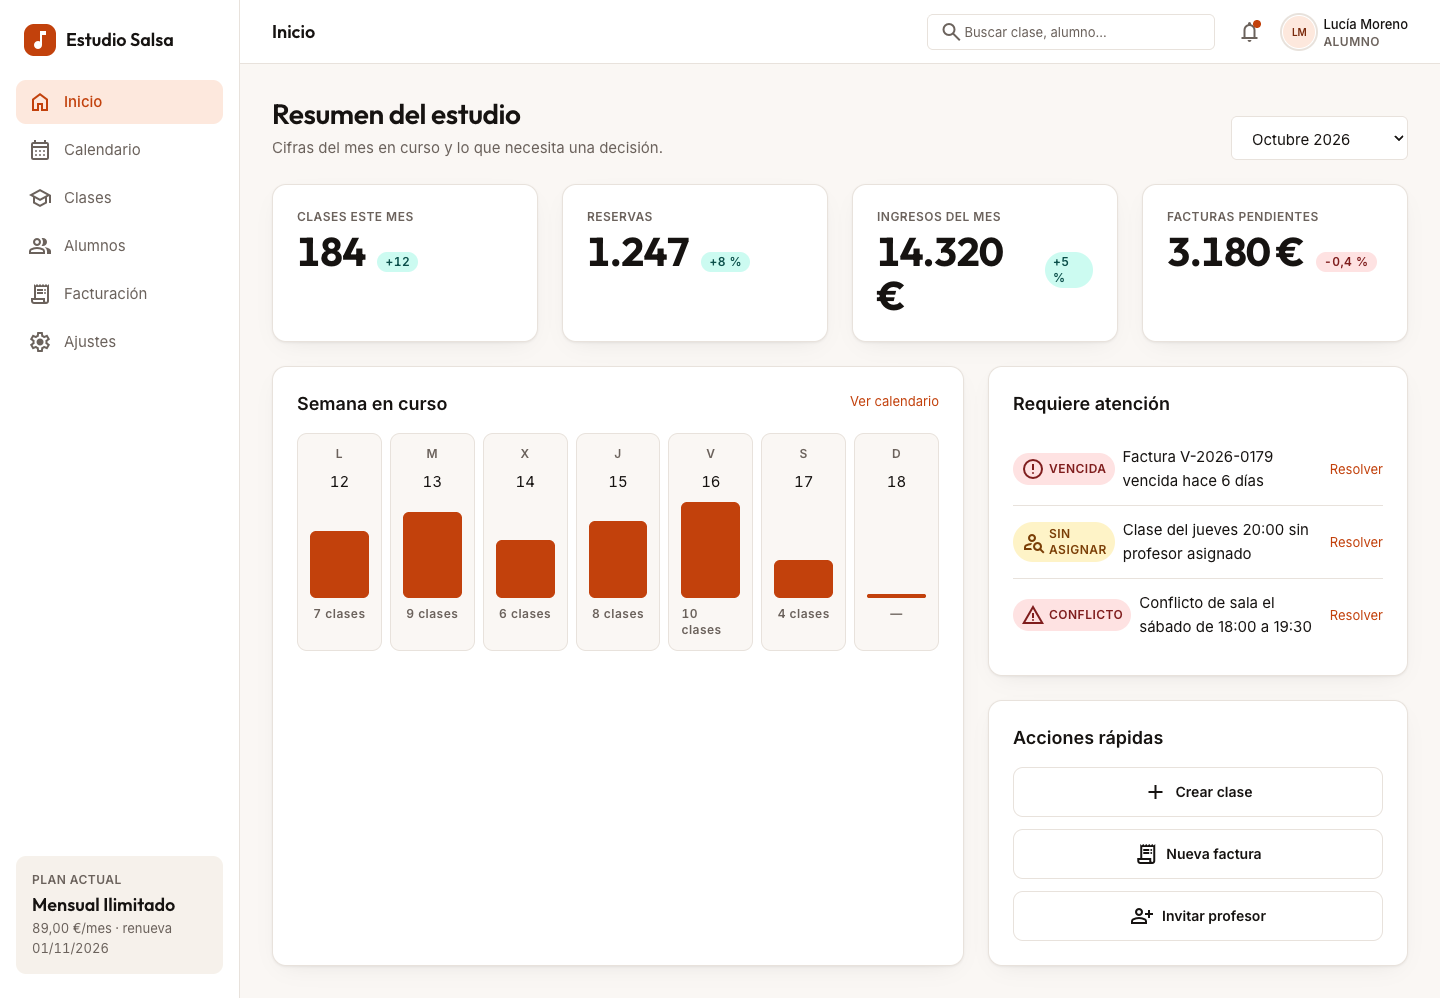 Estudio Salsa
Inicio
Calendario
Clases
Alumnos
Facturación
Ajustes
PLAN ACTUAL
Mensual Ilimitado
89,00 €/mes · renueva
01/11/2026
Inicio
Buscar clase, alumno...
LM
Lucía Moreno
ALUMNO
Resumen del estudio
Cifras del mes en curso y lo que necesita una decisión.
Octubre 2026
CLASES ESTE MES
184 +12
RESERVAS
1.247 +8 %
INGRESOS DEL MES
14.320
€
+5
%
FACTURAS PENDIENTES
3.180 € -0,4 %
Semana en curso
Ver calendario
L
12
7 clases
M
13
9 clases
X
14
6 clases
J
15
8 clases
V
16
10
clases
S
17
4 clases
D
18
—
Requiere atención
VENCIDA
Factura V-2026-0179
vencida hace 6 días
Resolver
SIN
ASIGNAR
Clase del jueves 20:00 sin
profesor asignado
Resolver
CONFLICTO
Conflicto de sala el
sábado de 18:00 a 19:30
Resolver
Acciones rápidas
Crear clase
Nueva factura
Invitar profesor